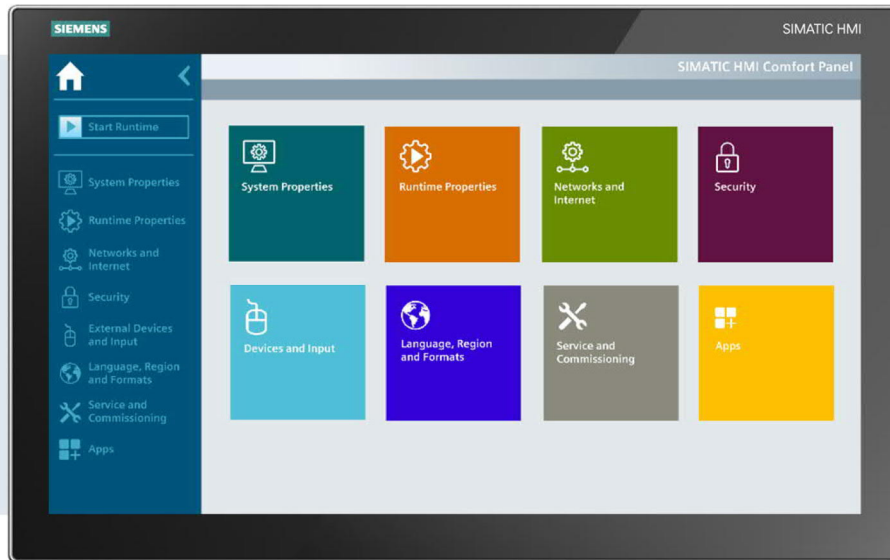 SIEMENS
SIMATIC HMI
SIMATIC HMI Comfort Panel
Start Runtime
System Properties
Runtime Properties
Networks and
Internet
Security
External Devices
and Input
Language, Region
and Formats
Service and
Commissioning
Apps
System Properties
Runtime Properties
Networks and
Internet
Security
Devices and Input
Language, Region
and Formats
Service and
Commissioning
Apps